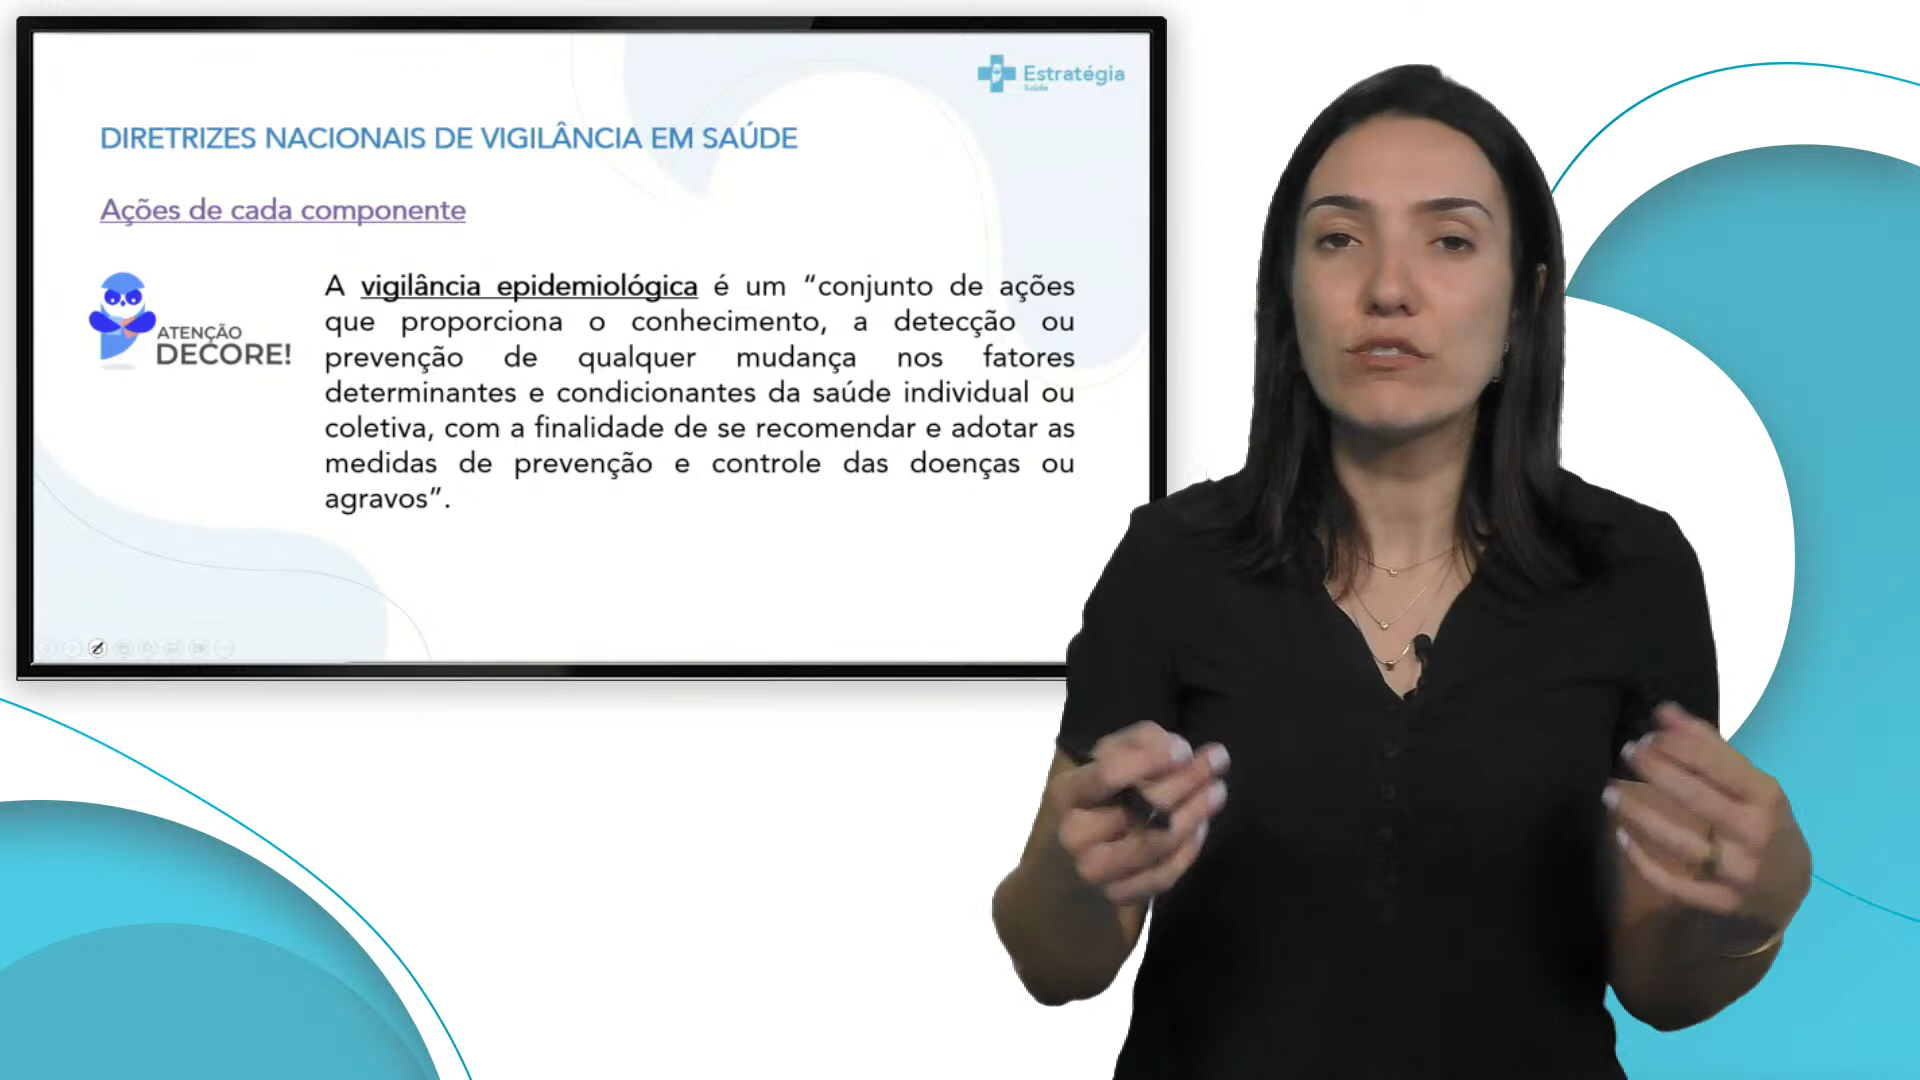 Estratégia
Saúde
DIRETRIZES NACIONAIS DE VIGILÂNCIA EM SAÚDE
Ações de cada componente
ATENÇÃO
DECORE!
A vigilância epidemiológica é um “conjunto de ações
que proporciona o conhecimento, a detecção ou
prevenção de qualquer mudança nos fatores
determinantes e condicionantes da saúde individual ou
coletiva, com a finalidade de se recomendar e adotar as
medidas de prevenção e controle das doenças ou
agravos”.